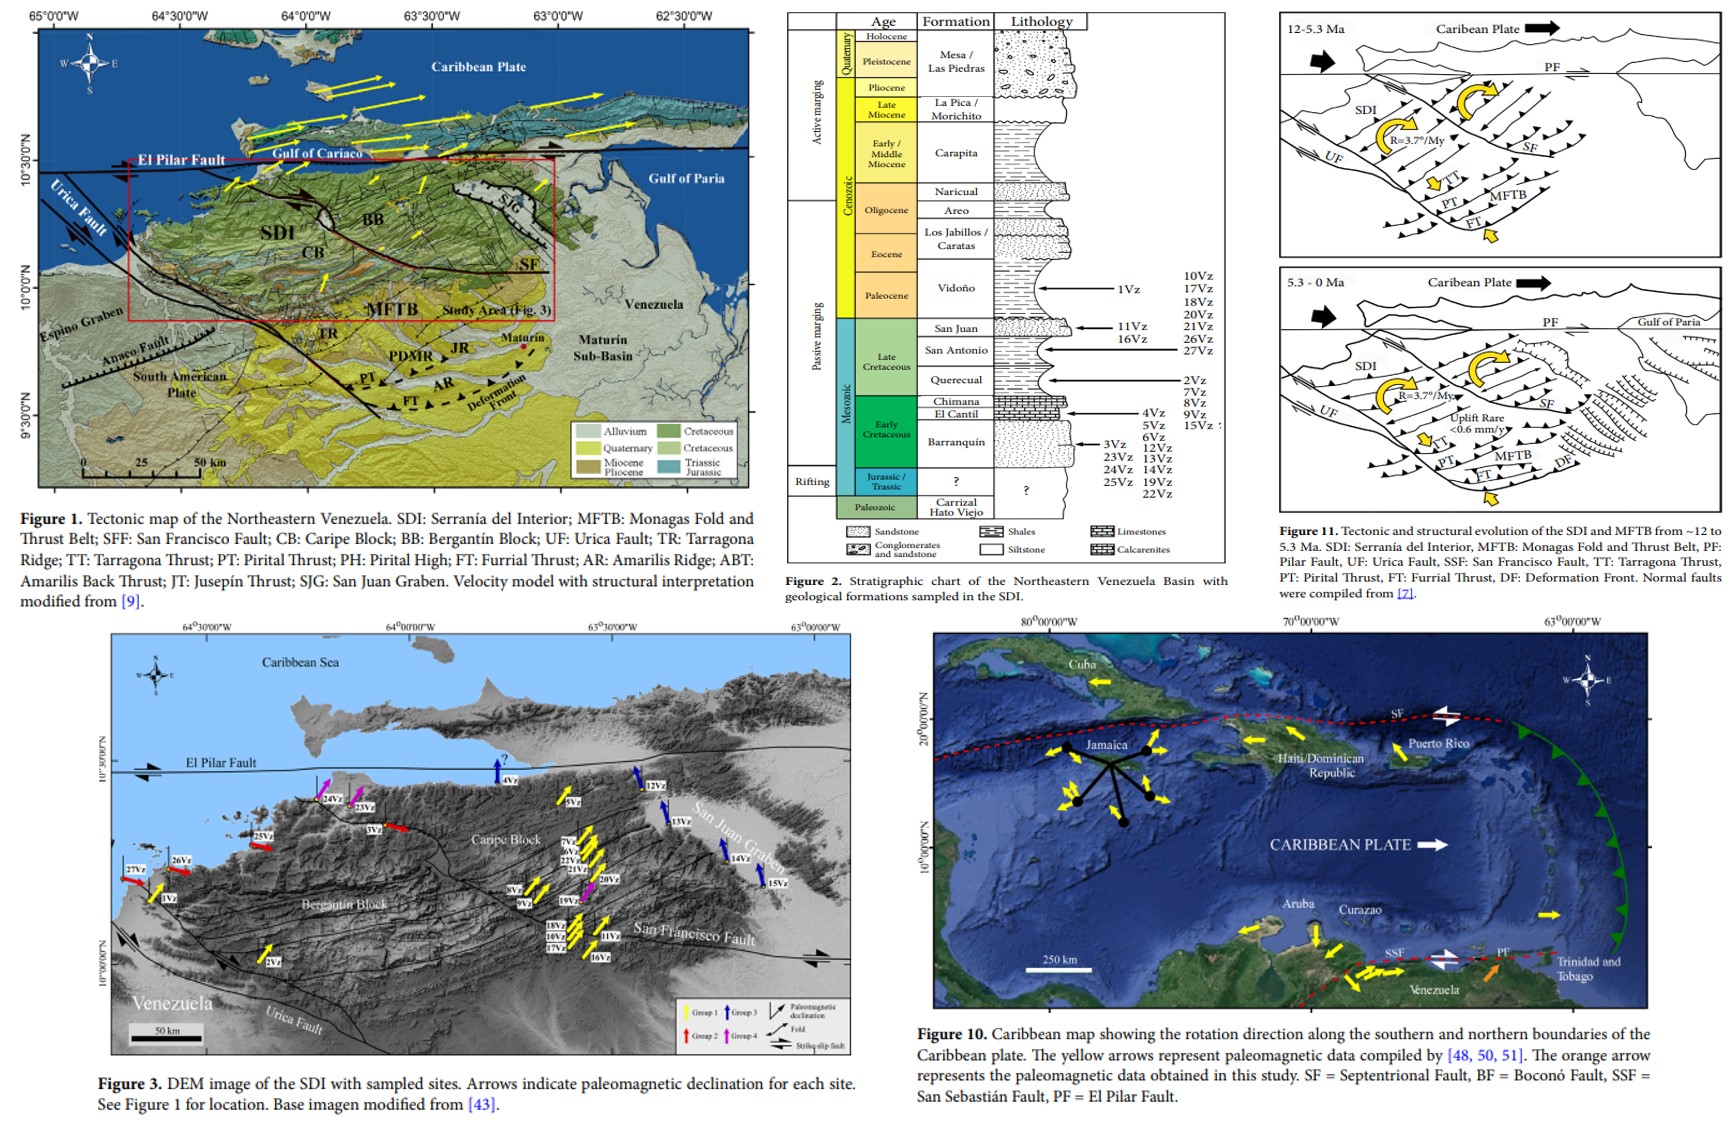 65°00'00"W 64°30'00"W 64°00'00"W 63°30'00"W 63°00'00"W 62°30'00"W
N
W E
S
Caribbean Plate
10°30'00"N
El Pilar Fault
Gulf of Cariaco
Gulf of Paria
Urica Fault
SJG
BB
SDI
CB
SF
10°00'00"N
MFTB
Study Area (Fig. 3)
Venezuela
Espino Graben
Anaco Fault
TR
JR
Maturín
Maturín
Sub-Basin
PDMR
South American
Plate
PT
AR
FT
Deformation
Front
9°30'00"N
0 25 50 km
Alluvium
Cretaceous
Quaternary
Cretaceous
Miocene
Pliocene
Triassic
Jurassic
Figure 1. Tectonic map of the Northeastern Venezuela. SDI: Serranía del Interior; MFTB: Monagas Fold and
Thrust Belt; SFF: San Francisco Fault; CB: Caripe Block; BB: Bergantín Block; UF: Urica Fault; TR: Tarragona
Ridge; TT: Tarragona Thrust; PT: Pirital Thrust; PH: Pirital High; FT: Furrial Thrust; AR: Amarilis Ridge; ABT:
Amarilis Back Thrust; JT: Jusepín Thrust; SJG: San Juan Graben. Velocity model with structural interpretation
modified from [9].
Age Formation Lithology
Active marging
Passive marging
Rifting
Quaternary
Cenozoic
Mesozoic
Holocene
Pleistocene
Mesa /
Las Piedras
Pliocene
Late
Miocene
La Pica /
Morichito
Early /
Middle
Miocene
Carapita
Naricual
Oligocene
Areo
Los Jabillos /
Caratas
Eocene
Paleocene
Vidoño
1Vz
Late
Cretaceous
San Juan
11Vz
16Vz
San Antonio
10Vz
17Vz
18Vz
20Vz
21Vz
26Vz
27Vz
Querecual
2Vz
7Vz
8Vz
9Vz
15Vz
Early
Cretaceous
Chimana
El Cantil
4Vz
5Vz
6Vz
12Vz
13Vz
14Vz
19Vz
22Vz
Barranquín
3Vz
23Vz
24Vz
25Vz
Jurassic /
Trassic
?
?
Paleozoic
Carrizal
Hato Viejo
Sandstone
Shales
Limestones
Conglomerates
and sandstone
Siltstone
Calcarenites
Figure 2. Stratigraphic chart of the Northeastern Venezuela Basin with
geological formations sampled in the SDI.
12-5.3 Ma
Caribean Plate
PF
SDI
R=3.7°/My
UF
SF
TT
PT
MFTB
FT
5.3 - 0 Ma
Caribean Plate
PF
Gulf of Paria
SDI
R=3.7°/My
UF
SF
Uplift Rare
<0.6 mm/y
TT
PT
MFTB
FT
DF
Figure 11. Tectonic and structural evolution of the SDI and MFTB from ~12 to
5.3 Ma. SDI: Serranía del Interior, MFTB: Monagas Fold and Thrust Belt, PF:
Pilar Fault, UF: Urica Fault, SSF: San Francisco Fault, TT: Tarragona Thrust,
PT: Pirital Thrust, FT: Furrial Thrust, DF: Deformation Front. Normal faults
were compiled from [7].
64°30'00"W 64°00'00"W 63°30'00"W 63°00'00"W
N
W E
S
Caribbean Sea
10°30'00"N
El Pilar Fault
?
4Vz
12Vz
24Vz
23Vz
5Vz
3Vz
13Vz
San Juan Graben
25Vz
Caripe Block
7Vz
6Vz
22Vz
21Vz
14Vz
26Vz
27Vz
20Vz
15Vz
1Vz
8Vz
9Vz
19Vz
Bergantín Block
18Vz
10Vz
17Vz
11Vz
16Vz
San Francisco Fault
2Vz
10°00'00"N
Venezuela
Urica Fault
50 km
Group 1
Group 3
Paleomagnetic
declination
Fold
Group 2
Group 4
Strike-slip fault
Figure 3. DEM image of the SDI with sampled sites. Arrows indicate paleomagnetic declination for each site.
See Figure 1 for location. Base imagen modified from [43].
80°00'00"W 70°00'00"W 63°00'00"W
Cuba
N
W E
S
20°00'00"N
SF
Jamaica
Haiti/Dominican
Republic
Puerto Rico
10°00'00"N
CARIBBEAN PLATE
Aruba
Curazao
250 km
SSF
PF
Trinidad and
Tobago
Venezuela
Figure 10. Caribbean map showing the rotation direction along the southern and northern boundaries of the
Caribbean plate. The yellow arrows represent paleomagnetic data compiled by [48, 50, 51]. The orange arrow
represents the paleomagnetic data obtained in this study. SF = Septentrional Fault, BF = Boconó Fault, SSF =
San Sebastián Fault, PF = El Pilar Fault.